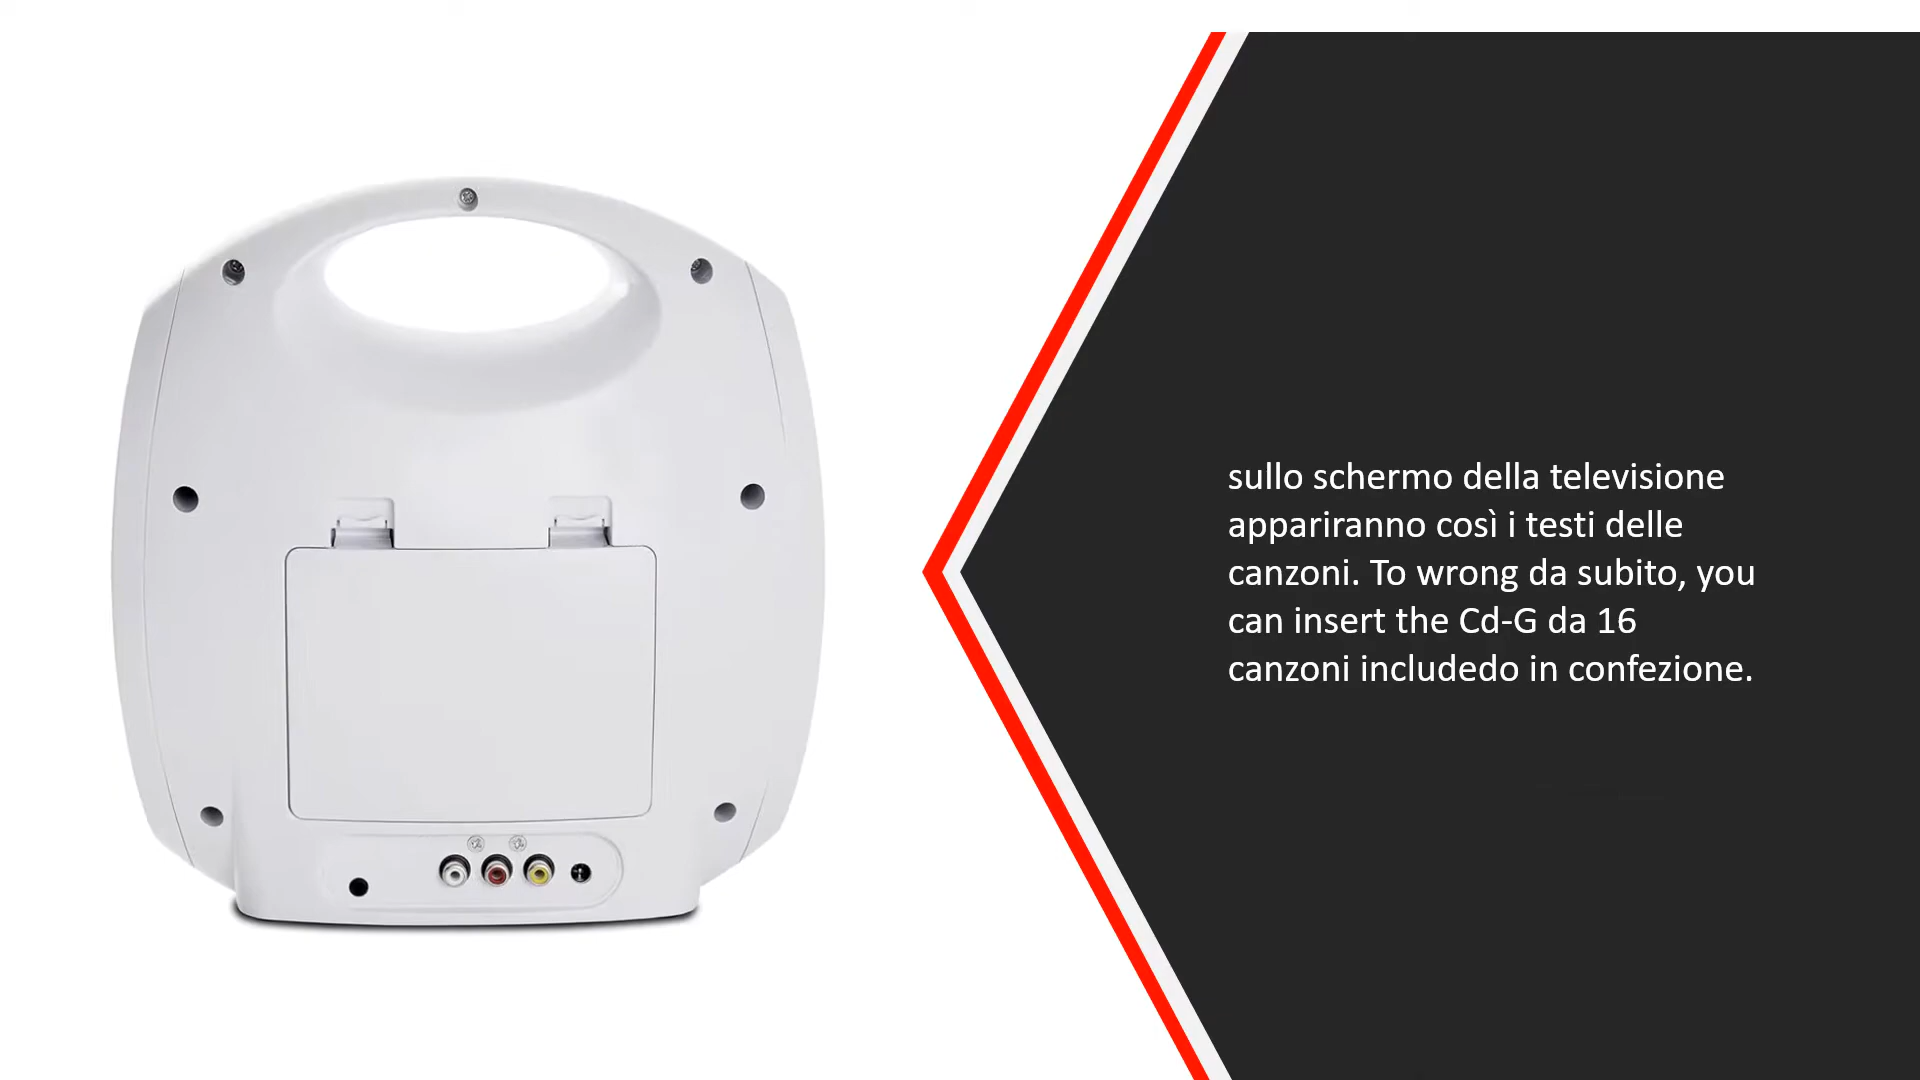 sullo schermo della televisione
appariranno così i testi delle
canzoni. To wrong da subito, you
can insert the Cd-G da 16
canzoni includedo in confezione.